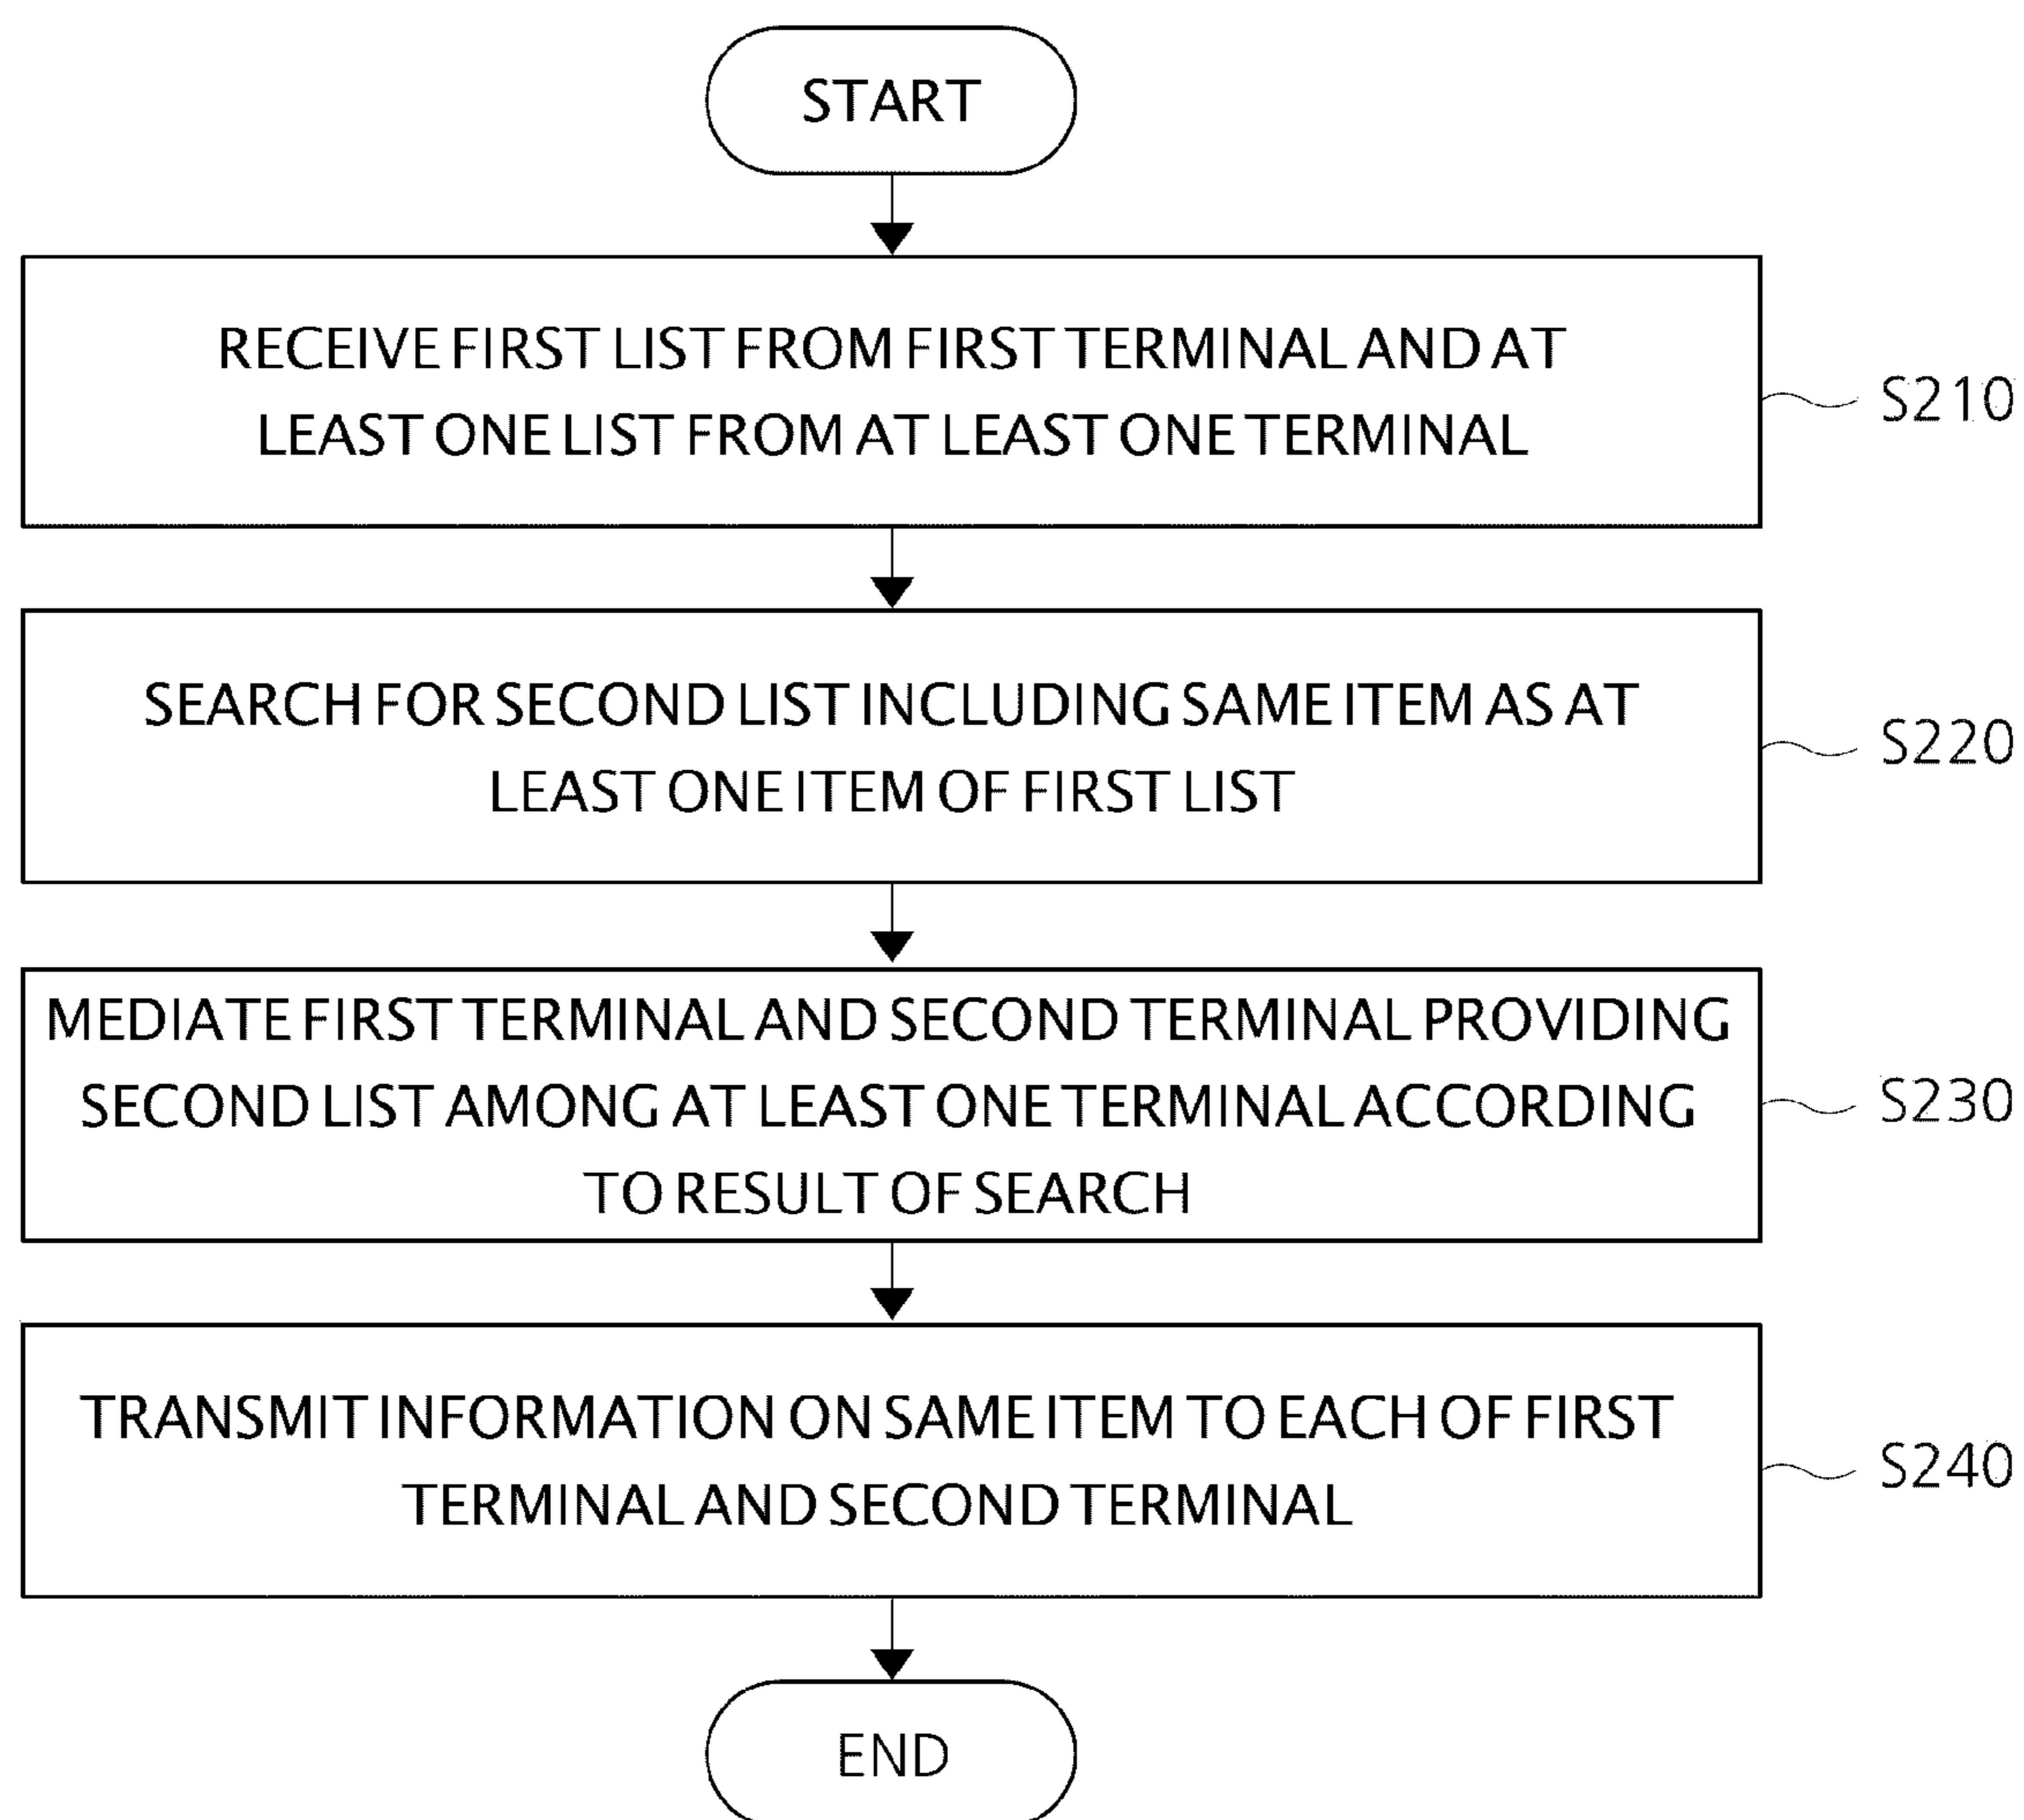 START
RECEIVE FIRST LIST FROM FIRST TERMINAL AND AT
LEAST ONE LIST FROM AT LEAST ONE TERMINAL
S210
SEARCH FOR SECOND LIST INCLUDING SAME ITEM AS AT
LEAST ONE ITEM OF FIRST LIST
S220
MEDIATE FIRST TERMINAL AND SECOND TERMINAL PROVIDING
SECOND LIST AMONG AT LEAST ONE TERMINAL ACCORDING
TO RESULT OF SEARCH
S230
TRANSMIT INFORMATION ON SAME ITEM TO EACH OF FIRST
TERMINAL AND SECOND TERMINAL
S240
END